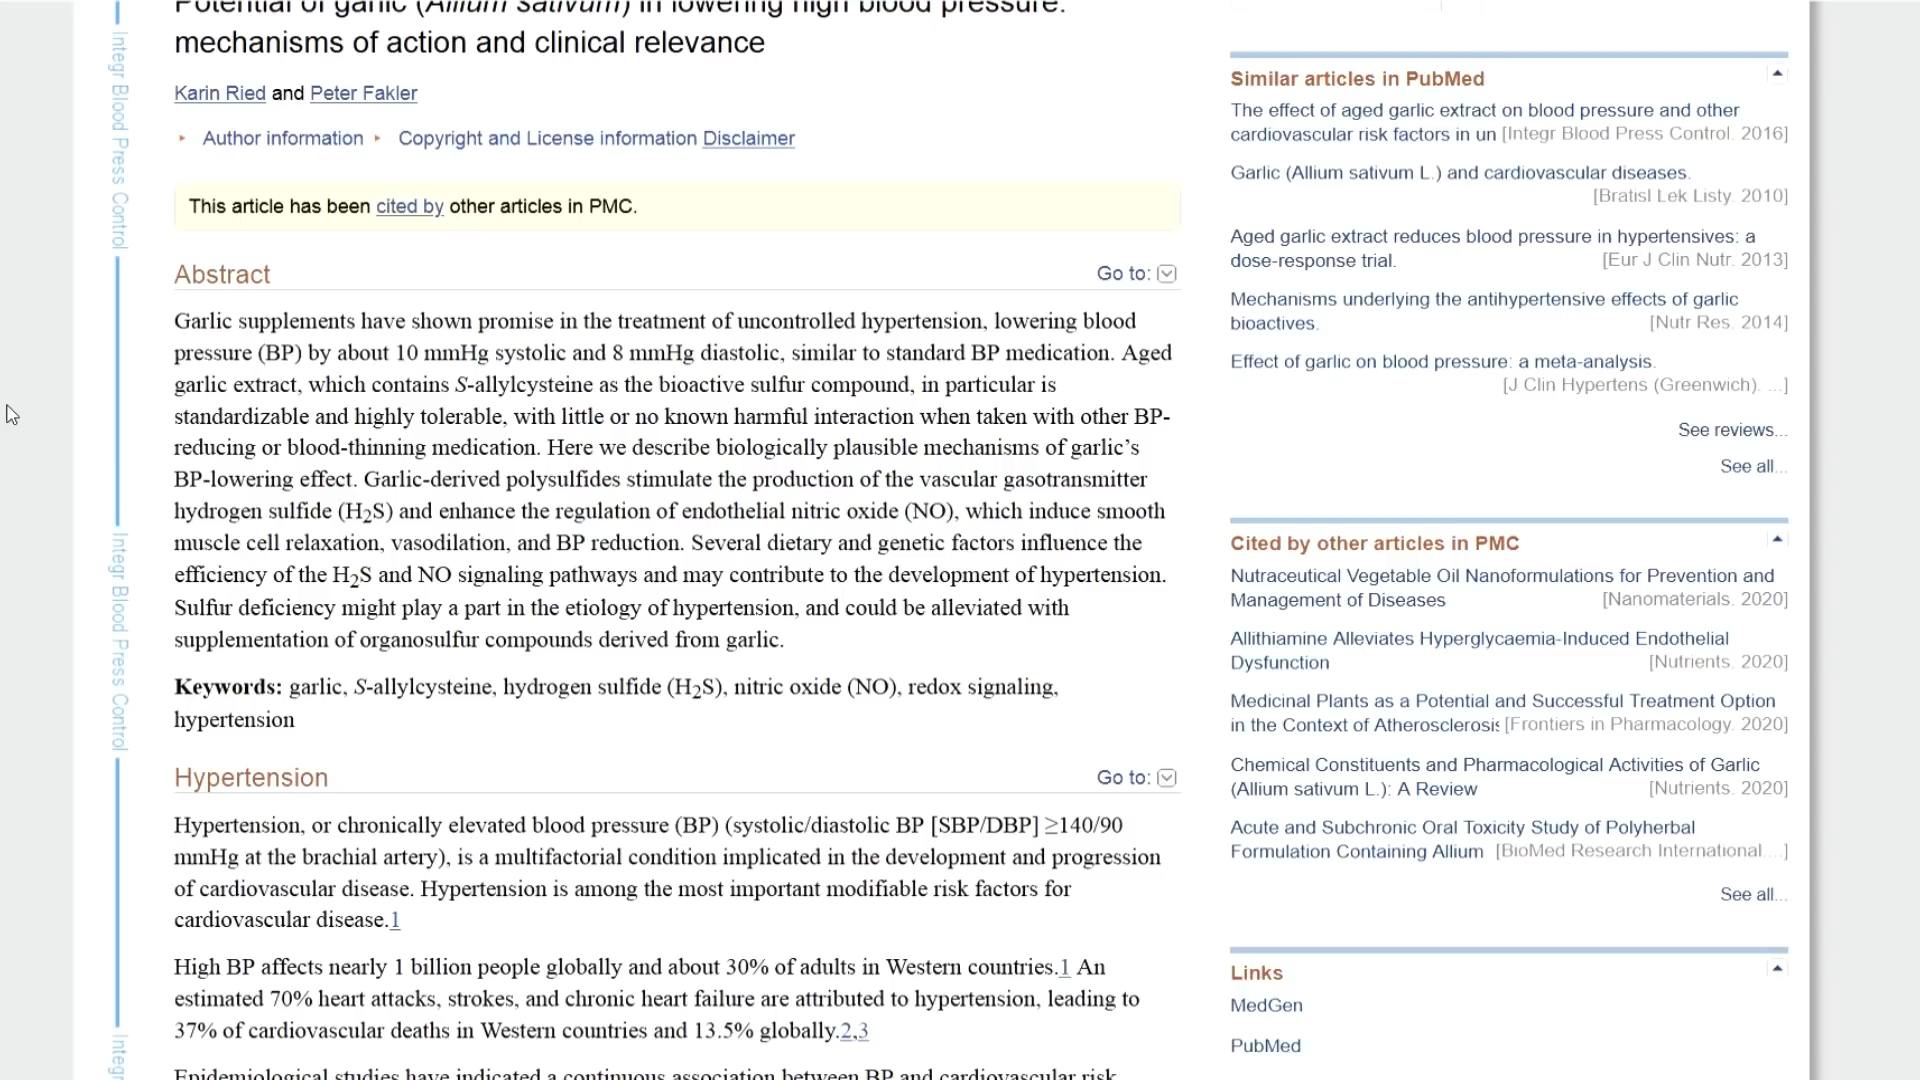 Potential of garlic (Allium sativum) in lowering high blood pressure:
mechanisms of action and clinical relevance
Karin Ried and Peter Fakler
Author information Copyright and License information Disclaimer
This article has been cited by other articles in PMC.
Abstract
Go to:
Garlic supplements have shown promise in the treatment of uncontrolled hypertension, lowering blood
pressure (BP) by about 10 mmHg systolic and 8 mmHg diastolic, similar to standard BP medication. Aged
garlic extract, which contains S-allylcysteine as the bioactive sulfur compound, in particular is
standardizable and highly tolerable, with little or no known harmful interaction when taken with other BP-
reducing or blood-thinning medication. Here we describe biologically plausible mechanisms of garlic’s
BP-lowering effect. Garlic-derived polysulfides stimulate the production of the vascular gasotransmitter
hydrogen sulfide (H2S) and enhance the regulation of endothelial nitric oxide (NO), which induce smooth
muscle cell relaxation, vasodilation, and BP reduction. Several dietary and genetic factors influence the
efficiency of the H2S and NO signaling pathways and may contribute to the development of hypertension.
Sulfur deficiency might play a part in the etiology of hypertension, and could be alleviated with
supplementation of organosulfur compounds derived from garlic.
Keywords: garlic, S-allylcysteine, hydrogen sulfide (H2S), nitric oxide (NO), redox signaling,
hypertension
Hypertension
Go to:
Hypertension, or chronically elevated blood pressure (BP) (systolic/diastolic BP [SBP/DBP] ≥140/90
mmHg at the brachial artery), is a multifactorial condition implicated in the development and progression
of cardiovascular disease. Hypertension is among the most important modifiable risk factors for
cardiovascular disease.1
High BP affects nearly 1 billion people globally and about 30% of adults in Western countries.1 An
estimated 70% heart attacks, strokes, and chronic heart failure are attributed to hypertension, leading to
37% of cardiovascular deaths in Western countries and 13.5% globally.2,3
Epidemiological studies have indicated a continuous association between BP and cardiovascular risk
Similar articles in PubMed
The effect of aged garlic extract on blood pressure and other
cardiovascular risk factors in un [Integr Blood Press Control. 2016]
Garlic (Allium sativum L.) and cardiovascular diseases.
[Bratisl Lek Listy. 2010]
Aged garlic extract reduces blood pressure in hypertensives: a
dose-response trial. [Eur J Clin Nutr. 2013]
Mechanisms underlying the antihypertensive effects of garlic
bioactives. [Nutr Res. 2014]
Effect of garlic on blood pressure: a meta-analysis.
[J Clin Hypertens (Greenwich). ...]
See reviews...
See all...
Cited by other articles in PMC
Nutraceutical Vegetable Oil Nanoformulations for Prevention and
Management of Diseases [Nanomaterials. 2020]
Allithiamine Alleviates Hyperglycaemia-Induced Endothelial
Dysfunction [Nutrients. 2020]
Medicinal Plants as a Potential and Successful Treatment Option
in the Context of Atherosclerosis [Frontiers in Pharmacology. 2020]
Chemical Constituents and Pharmacological Activities of Garlic
(Allium sativum L.): A Review [Nutrients. 2020]
Acute and Subchronic Oral Toxicity Study of Polyherbal
Formulation Containing Allium [BioMed Research International. ...]
See all...
Links
MedGen
PubMed
Integr Blood Press Control
Integr Blood Press Control
Integr